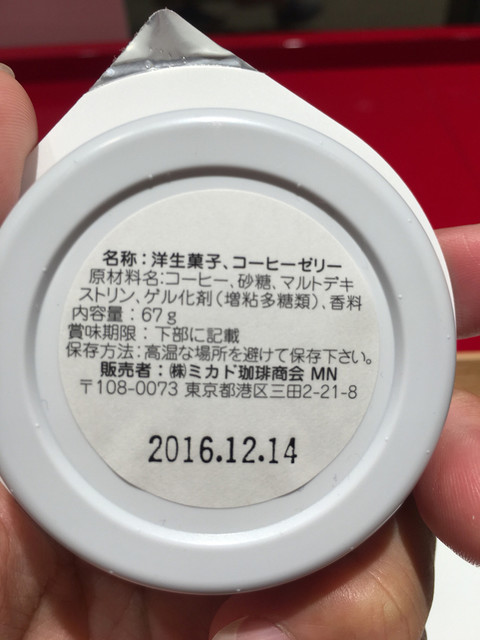 名称：洋生菓子、コーヒーゼリー
原材料名：コーヒー、砂糖、マルトデキ
ストリン、ゲル化剤（増粘多糖類）、香料
内容量：67g
賞味期限：下部に記載
保存方法：高温な場所を避けて保存下さい。
販売者：㈱ミカド珈琲商会 MN
〒108-0073 東京都港区三田2-21-8
2016.12.14